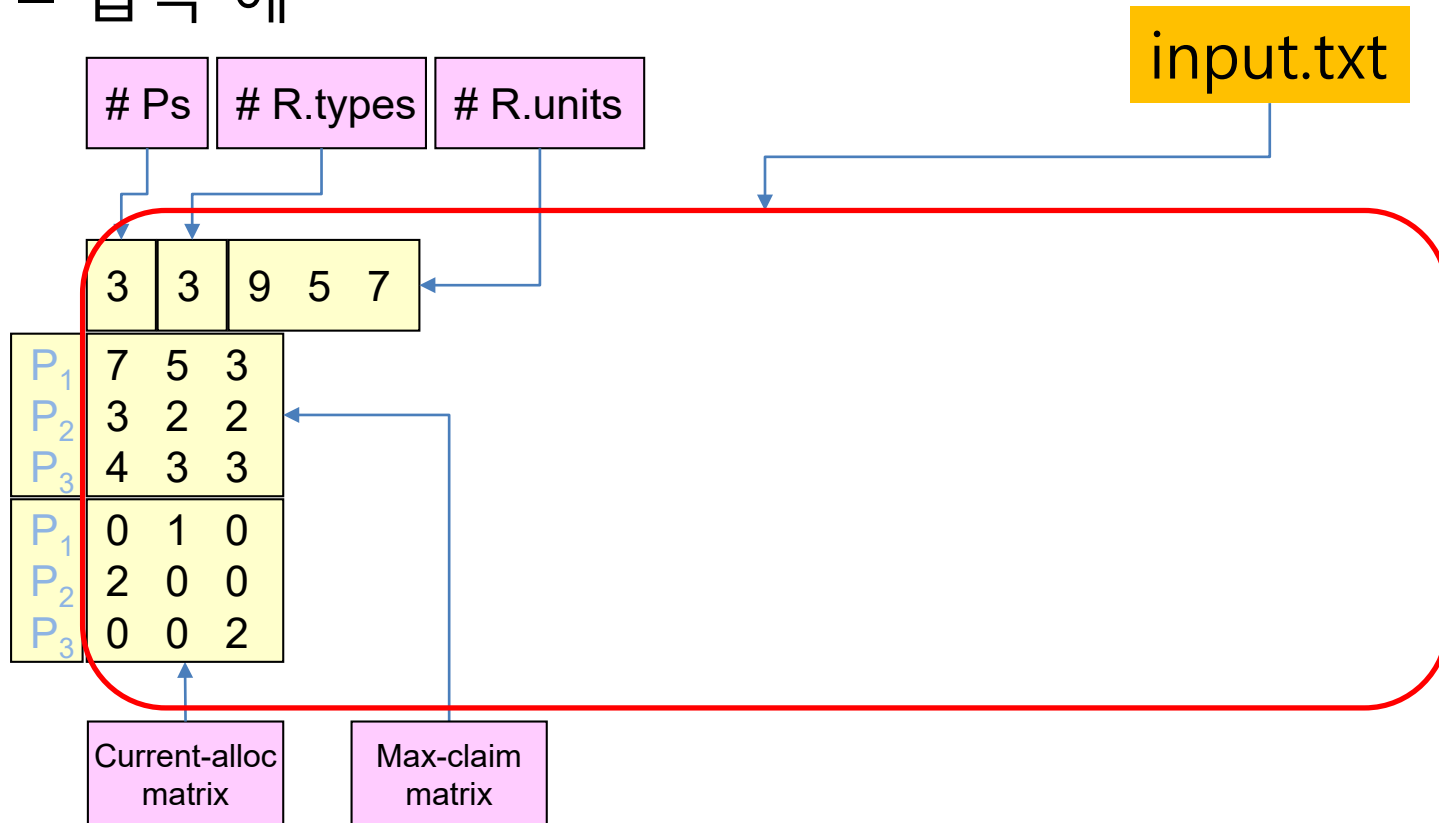 input.txt
# Ps # R.types # R.units
3 3 9 5 7
P1 7 5 3
P2 3 2 2
P3 4 3 3
P1 0 1 0
P2 2 0 0
P3 0 0 2
Current-alloc
matrix
Max-claim
matrix